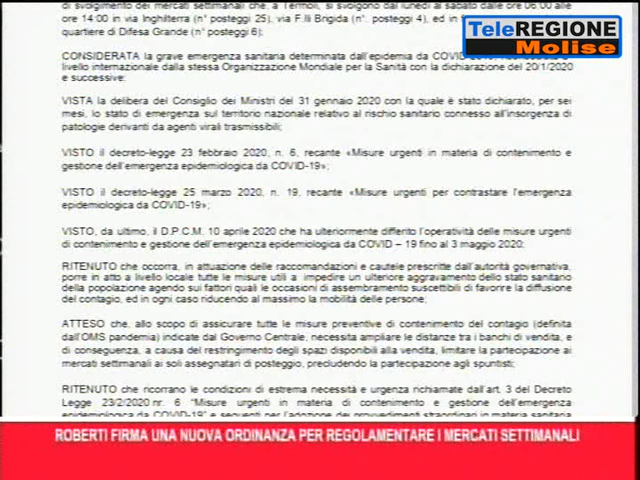 di svolgimento dei mercati settimanali che, a Termoli, si svolgono dal lunedì al sabato dalle ore 06:00 alle
ore 14:00 in via Inghilterra (n° posteggi 25), via F.lli Brigida (n. posteggi 4), ed in
quartiere di Difesa Grande (n° posteggi 6);
TeleREGIONE
Molise
CONSIDERATA la grave emergenza sanitaria determinata dall'epidemia da
livello internazionale dalla stessa Organizzazione Mondiale per la Sanità con la dichiarazione del 20/1/2020
e successive:
VISTA la delibera del Consiglio dei Ministri del 31 gennaio 2020 con la quale è stato dichiarato, per sei
mesi, lo stato di emergenza sul territorio nazionale relativo al rischio sanitario connesso all'insorgenza di
patologie derivanti da agenti virali trasmissibili;
VISTO il decreto-legge 23 febbraio 2020, n. 6, recante «Misure urgenti in materia di contenimento e
gestione dell'emergenza epidemiologica da COVID-19»;
VISTO il decreto-legge 25 marzo 2020, n. 19, recante «Misure urgenti per contrastare l'emergenza
epidemiologica da COVID-19»;
VISTO, da ultimo, il D.P.C.M. 10 aprile 2020 che ha ulteriormente differito l'operatività delle misure urgenti
di contenimento e gestione dell'emergenza epidemiologica da COVID – 19 fino al 3 maggio 2020;
RITENUTO che occorra, in attuazione delle raccomandazioni e cautele prescritte dall'autorità governativa,
porre in atto a livello locale tutte le misure utili a impedire un ulteriore aggravamento dello stato sanitario
della popolazione agendo sui fattori quali le occasioni di assembramento suscettibili di favorire la diffusione
del contagio, ed in ogni caso riducendo al massimo la mobilità delle persone;
ATTESO che, allo scopo di assicurare tutte le misure preventive di contenimento del contagio (definita
dall'OMS pandemia) indicate dal Governo Centrale, necessita ampliare le distanze tra i banchi di vendita, e
di conseguenza, a causa del restringimento degli spazi disponibili alla vendita, limitare la partecipazione ai
mercati settimanali ai soli assegnatari di posteggio, precludendo la partecipazione agli spuntisti;
RITENUTO che ricorrano le condizioni di estrema necessità e urgenza richiamate dall'art. 3 del Decreto
Legge 23/2/2020 nr. 6 "Misure urgenti in materia di contenimento e gestione dell'emergenza
epidemiologica da COVID-19" e seguenti per l'adozione dei provvedimenti straordinari in materia sanitaria
ROBERTI FIRMA UNA NUOVA ORDINANZA PER REGOLAMENTARE I MERCATI SETTIMANALI